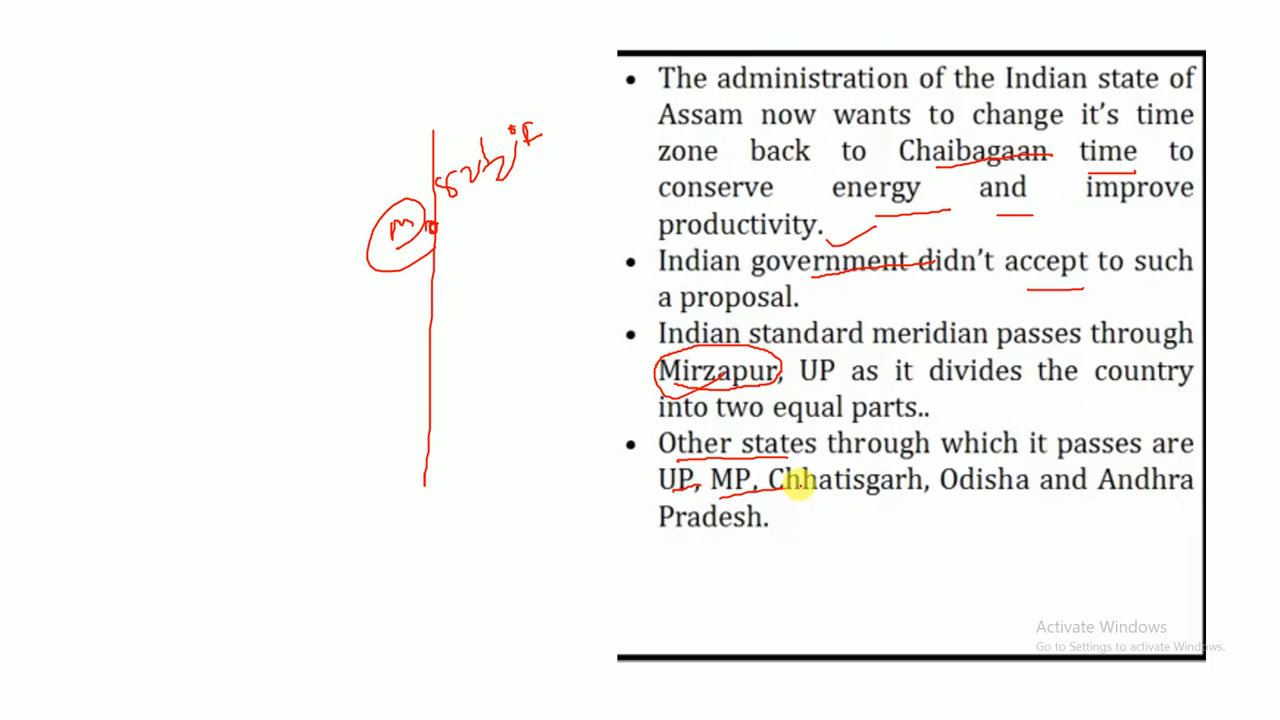 • The administration of the Indian state of
Assam now wants to change it's time
zone back to Chaibagaan time to
conserve energy and improve
productivity.
• Indian government didn't accept to such
a proposal.
• Indian standard meridian passes through
Mirzapur, UP as it divides the country
into two equal parts..
• Other states through which it passes are
UP, MP, Chhatisgarh, Odisha and Andhra
Pradesh.
Activate Windows
Go to Settings to activate Windows.